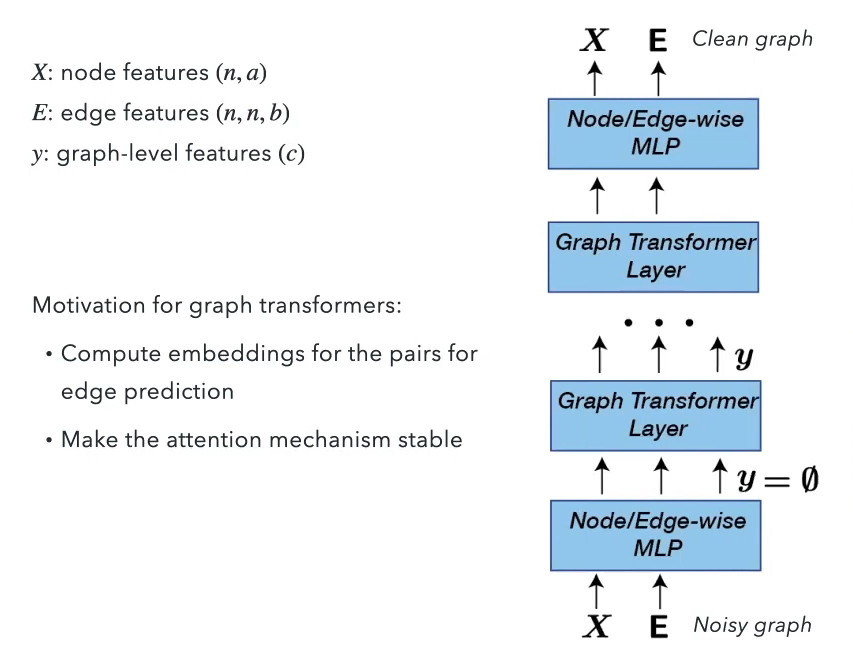 X: node features (n, a)
E: edge features (n, n, b)
y: graph-level features (c)
Motivation for graph transformers:
• Compute embeddings for the pairs for
edge prediction
• Make the attention mechanism stable
X E Clean graph
Node/Edge-wise
MLP
Graph Transformer
Layer
• • •
y
Graph Transformer
Layer
y = ∅
Node/Edge-wise
MLP
X E Noisy graph